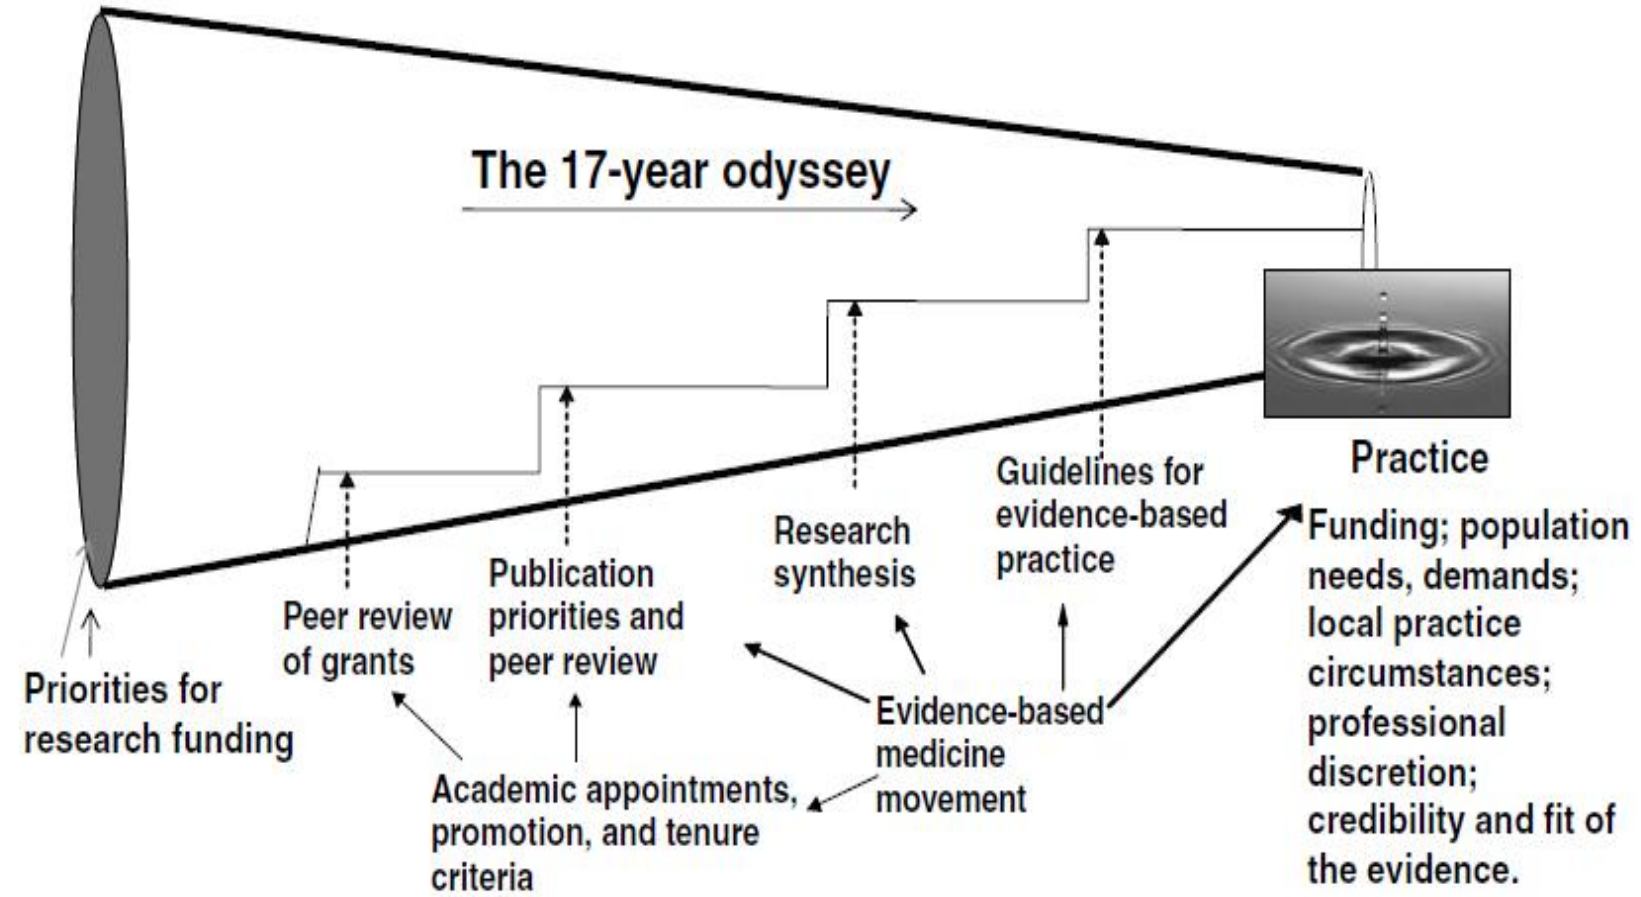 The 17-year odyssey
Priorities for
research funding
Peer review
of grants
Publication
priorities and
peer review
Research
synthesis
Guidelines for
evidence-based
practice
Academic appointments,
promotion, and tenure
criteria
Evidence-based
medicine
movement
Practice
Funding; population
needs, demands;
local practice
circumstances;
professional
discretion;
credibility and fit of
the evidence.